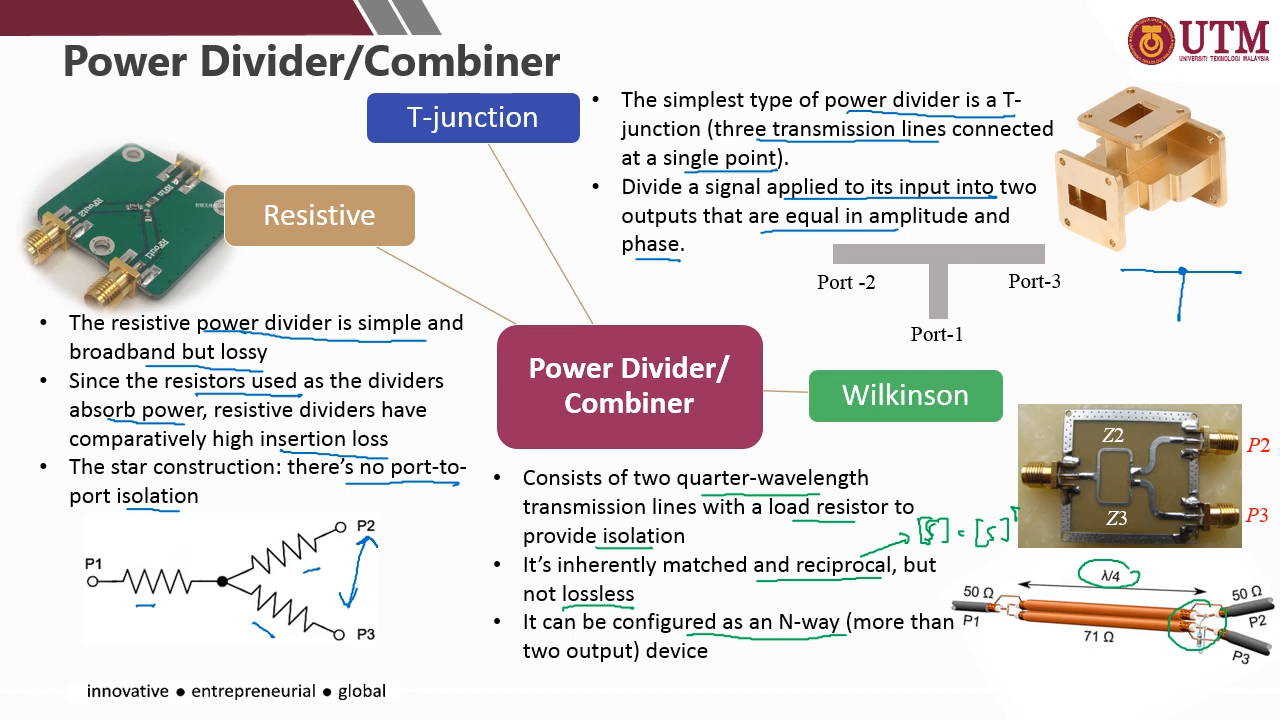 Power Divider/Combiner
UTM
UNIVERSITI TEKNOLOGI MALAYSIA
T-junction
• The simplest type of power divider is a T-
junction (three transmission lines connected
at a single point).
• Divide a signal applied to its input into two
outputs that are equal in amplitude and
phase.
Port -2
Port-3
Port-1
Resistive
RFout2
RFout1
• The resistive power divider is simple and
broadband but lossy
• Since the resistors used as the dividers
absorb power, resistive dividers have
comparatively high insertion loss
• The star construction: there's no port-to-
port isolation
P1
P2
P3
Power Divider/
Combiner
Wilkinson
• Consists of two quarter-wavelength
transmission lines with a load resistor to
provide isolation
• It's inherently matched and reciprocal, but
not lossless
• It can be configured as an N-way (more than
two output) device
[S] = [S]ᵀ
Z2
Z3
P2
P3
λ/4
50 Ω
P1
71 Ω
50 Ω
P2
P3
innovative ● entrepreneurial ● global